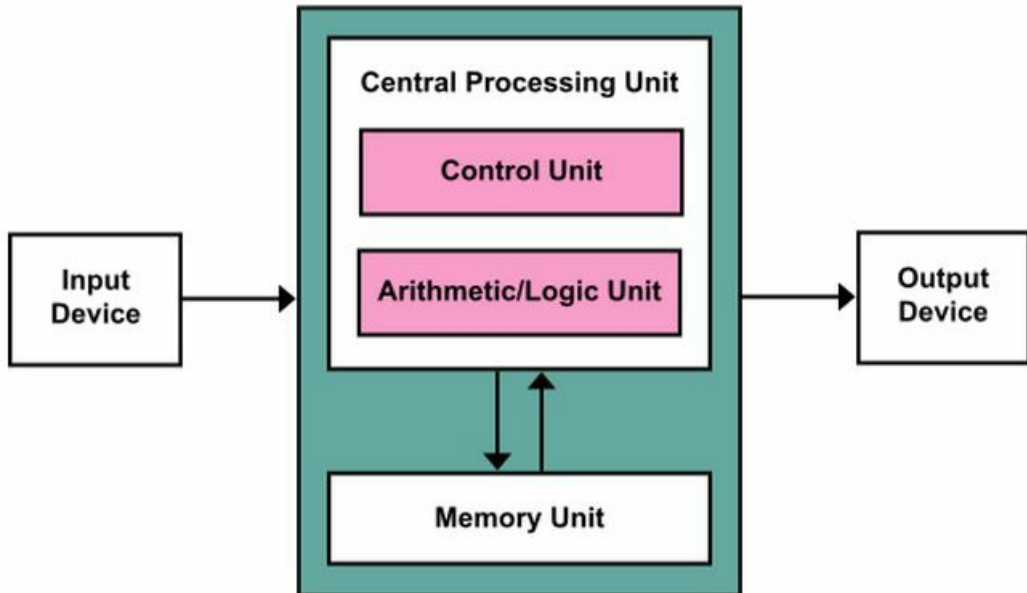 Central Processing Unit
Control Unit
Arithmetic/Logic Unit
Input
Device
Output
Device
Memory Unit